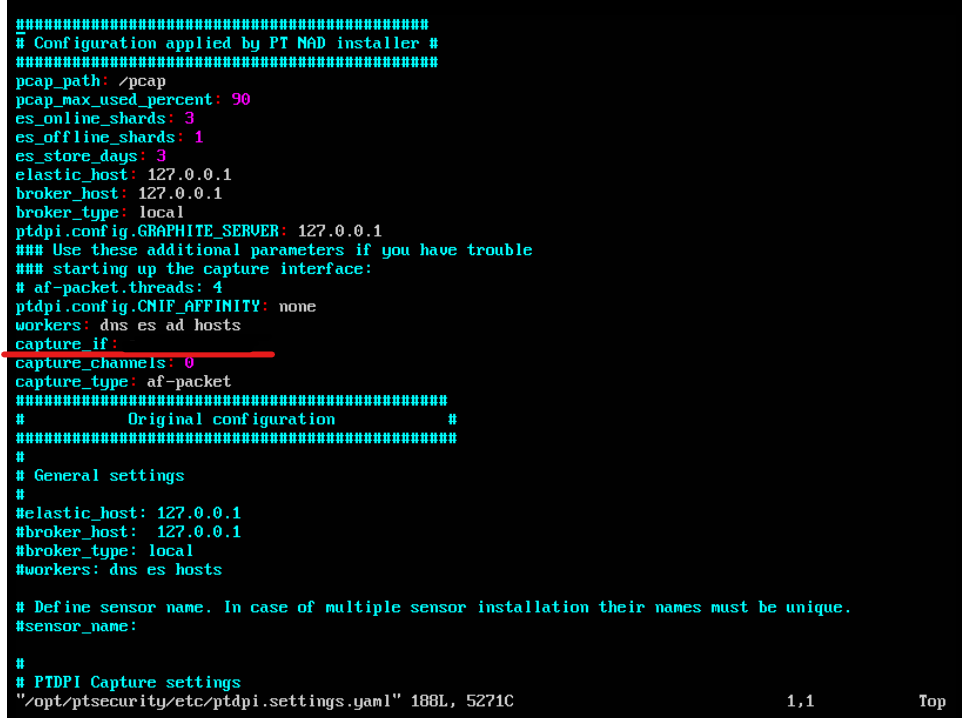 ############################################
# Configuration applied by PT NAD installer #
#############################################
pcap_path: /pcap
pcap_max_used_percent: 90
es_online_shards: 3
es_offline_shards: 1
es_store_days: 3
elastic_host: 127.0.0.1
broker_host: 127.0.0.1
broker_type: local
ptdpi.config.GRAPHITE_SERVER: 127.0.0.1
### Use these additional parameters if you have trouble
### starting up the capture interface:
# af-packet.threads: 4
ptdpi.config.CNIF_AFFINITY: none
workers: dns es ad hosts
capture_if:
capture_channels: 0
capture_type: af-packet
##############################################
#           Original configuration            #
###############################################
#
# General settings
#
#elastic_host: 127.0.0.1
#broker_host:  127.0.0.1
#broker_type: local
#workers: dns es hosts
# Define sensor name. In case of multiple sensor installation their names must be unique.
#sensor_name:
#
# PTDPI Capture settings
"/opt/ptsecurity/etc/ptdpi.settings.yaml" 188L, 5271C 1,1 Top